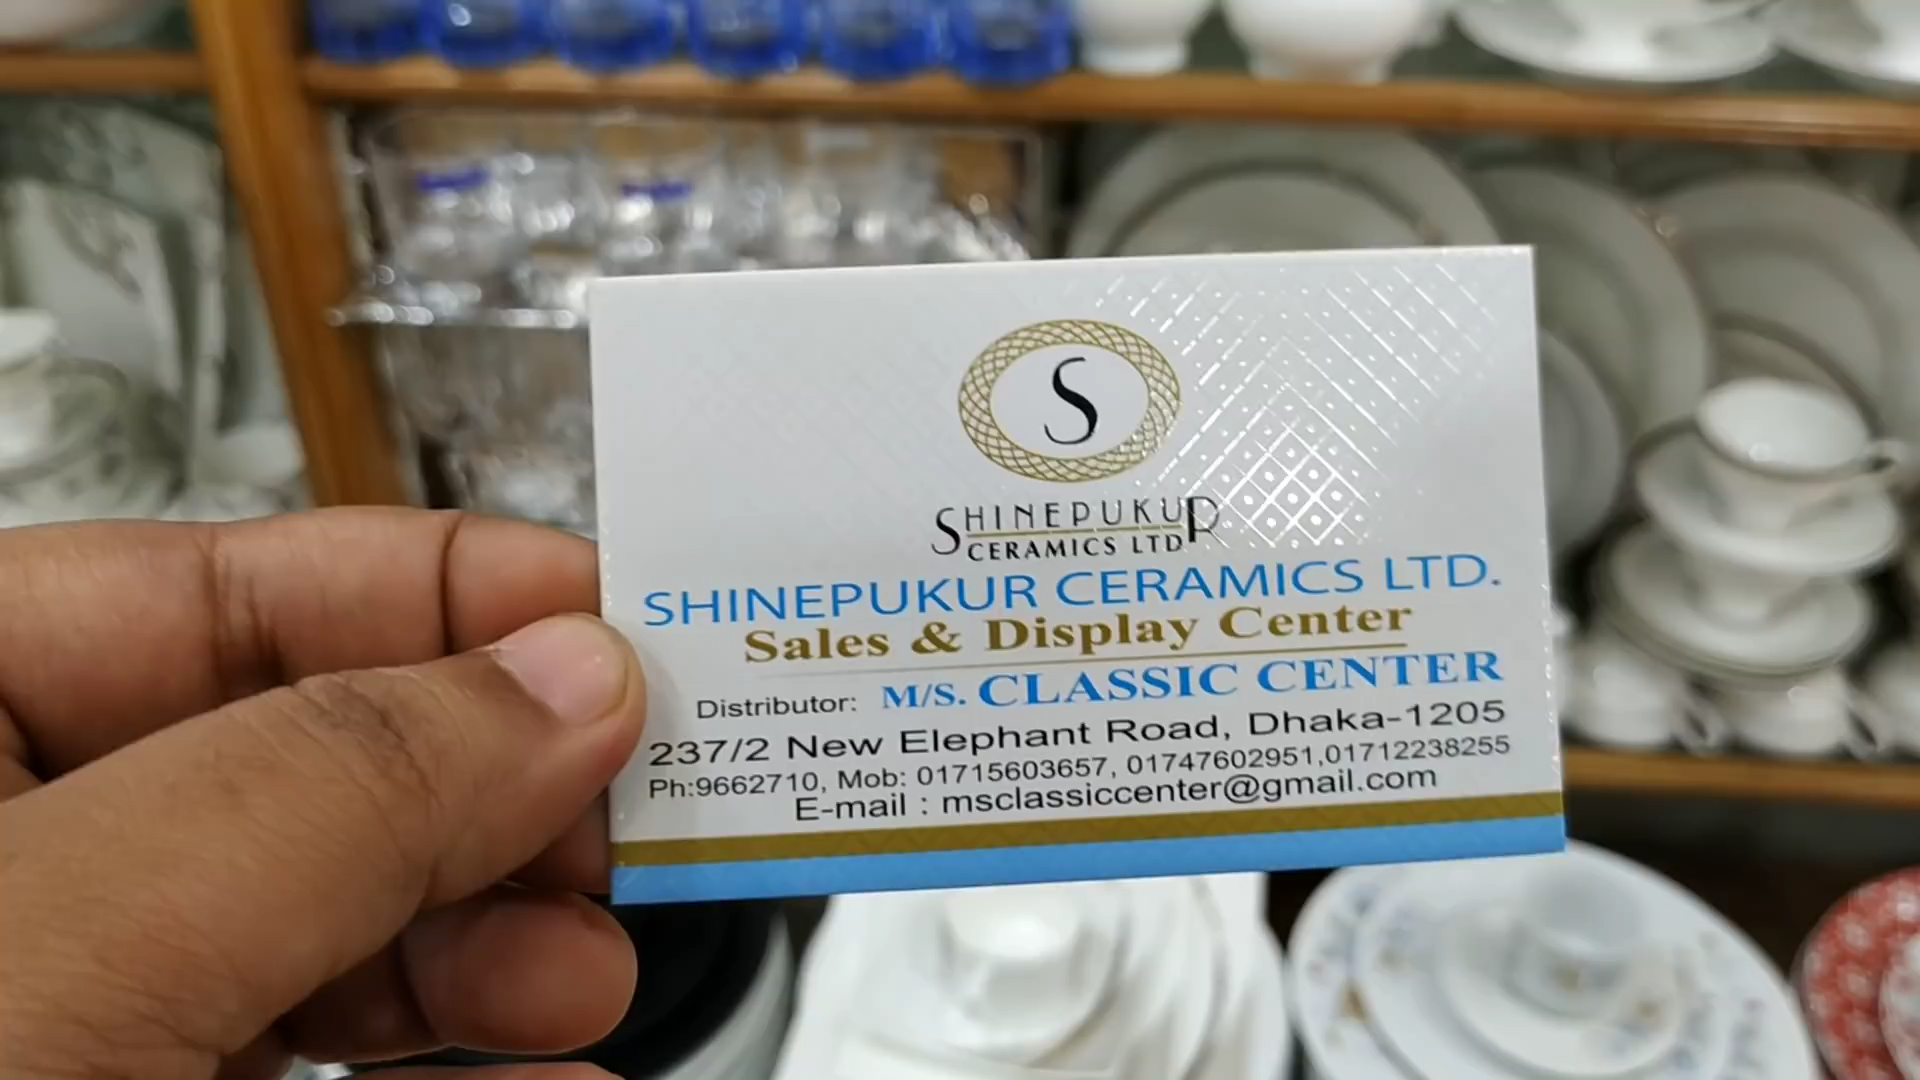 S
SHINEPUKUR
CERAMICS LTD
SHINEPUKUR CERAMICS LTD.
Sales & Display Center
Distributor: M/S. CLASSIC CENTER
237/2 New Elephant Road, Dhaka-1205
Ph:9662710, Mob: 01715603657, 01747602951,01712238255
E-mail : msclassiccenter@gmail.com